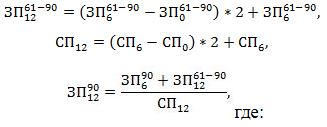 ЗП₁₂⁶¹⁻⁹⁰ = (ЗП₆⁶¹⁻⁹⁰ − ЗП₀⁶¹⁻⁹⁰) ∗ 2 + ЗП₆⁶¹⁻⁹⁰,
СП₁₂ = (СП₆ − СП₀) ∗ 2 + СП₆,
ЗП₁₂⁹⁰ = (ЗП₆⁹⁰ + ЗП₁₂⁶¹⁻⁹⁰) / СП₁₂, где: